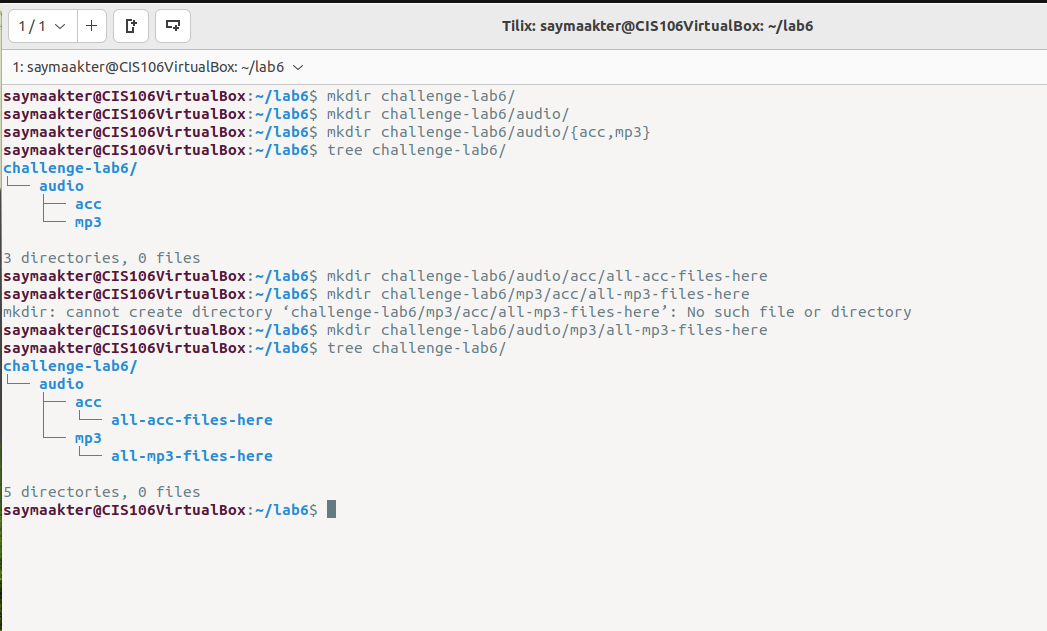 1 / 1
Tilix: saymaakter@CIS106VirtualBox: ~/lab6
1: saymaakter@CIS106VirtualBox: ~/lab6
saymaakter@CIS106VirtualBox:~/lab6$ mkdir challenge-lab6/
saymaakter@CIS106VirtualBox:~/lab6$ mkdir challenge-lab6/audio/
saymaakter@CIS106VirtualBox:~/lab6$ mkdir challenge-lab6/audio/{acc,mp3}
saymaakter@CIS106VirtualBox:~/lab6$ tree challenge-lab6/
challenge-lab6/
└── audio
    ├── acc
    └── mp3

3 directories, 0 files
saymaakter@CIS106VirtualBox:~/lab6$ mkdir challenge-lab6/audio/acc/all-acc-files-here
saymaakter@CIS106VirtualBox:~/lab6$ mkdir challenge-lab6/mp3/acc/all-mp3-files-here
mkdir: cannot create directory ‘challenge-lab6/mp3/acc/all-mp3-files-here’: No such file or directory
saymaakter@CIS106VirtualBox:~/lab6$ mkdir challenge-lab6/audio/mp3/all-mp3-files-here
saymaakter@CIS106VirtualBox:~/lab6$ tree challenge-lab6/
challenge-lab6/
└── audio
    ├── acc
    │   └── all-acc-files-here
    └── mp3
        └── all-mp3-files-here

5 directories, 0 files
saymaakter@CIS106VirtualBox:~/lab6$